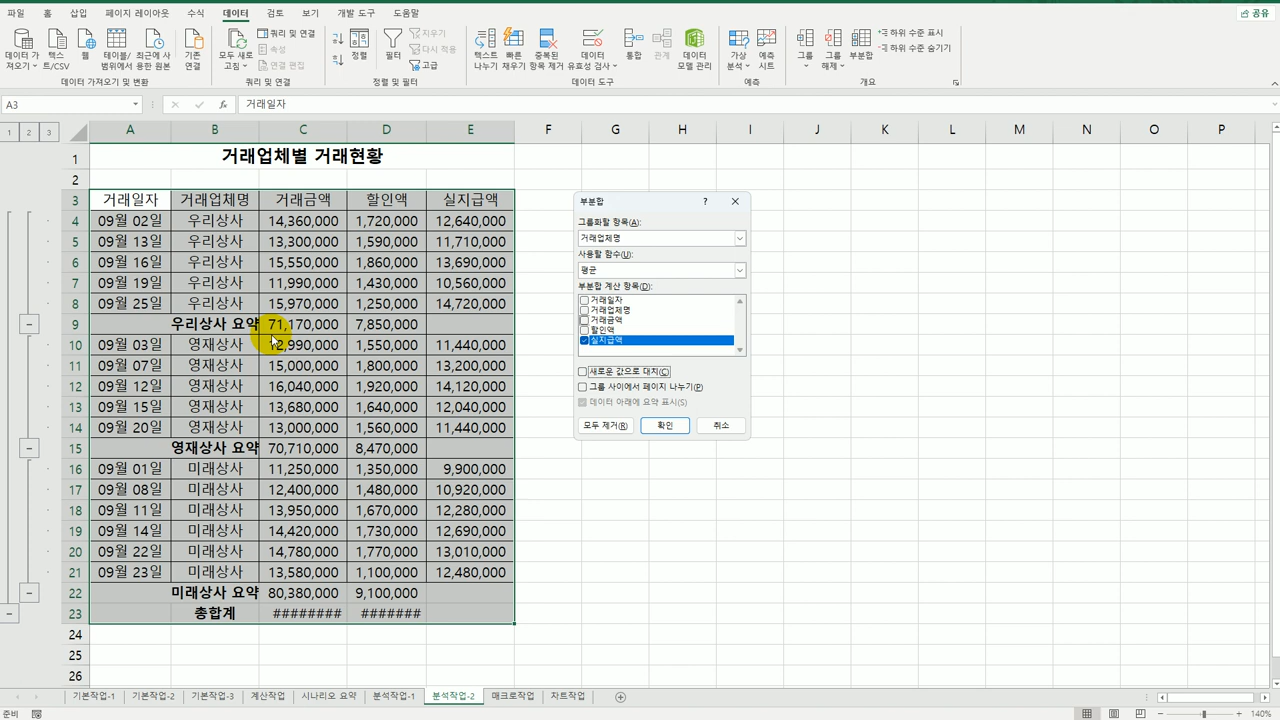 파일 홈 삽입 페이지 레이아웃 수식 데이터 검토 보기 개발 도구 도움말 공유
데이터 가져오기 텍스트/CSV 웹 테이블/범위에서 최근에 사용한 원본 기존 연결 모두 새로 고침 쿼리 및 연결 속성 연결 편집 정렬 필터 지우기 다시 적용 고급 텍스트 나누기 빠른 채우기 중복된 항목 제거 데이터 유효성 검사 통합 관계 데이터 모델 관리 가상 분석 예측 시트 그룹 그룹 해제 부분합 하위 수준 표시 하위 수준 숨기기
데이터 가져오기 및 변환 쿼리 및 연결 정렬 및 필터 데이터 도구 예측 개요
A3 fx 거래일자
1 2 3 A B C D E F G H I J K L M N O P
1 거래업체별 거래현황
2
3 거래일자 거래업체명 거래금액 할인액 실지급액
4 09월 02일 우리상사 14,360,000 1,720,000 12,640,000
5 09월 13일 우리상사 13,300,000 1,590,000 11,710,000
6 09월 16일 우리상사 15,550,000 1,860,000 13,690,000
7 09월 19일 우리상사 11,990,000 1,430,000 10,560,000
8 09월 25일 우리상사 15,970,000 1,250,000 14,720,000
9 우리상사 요약 71,170,000 7,850,000
10 09월 03일 영재상사 12,990,000 1,550,000 11,440,000
11 09월 07일 영재상사 15,000,000 1,800,000 13,200,000
12 09월 12일 영재상사 16,040,000 1,920,000 14,120,000
13 09월 15일 영재상사 13,680,000 1,640,000 12,040,000
14 09월 20일 영재상사 13,000,000 1,560,000 11,440,000
15 영재상사 요약 70,710,000 8,470,000
16 09월 01일 미래상사 11,250,000 1,350,000 9,900,000
17 09월 08일 미래상사 12,400,000 1,480,000 10,920,000
18 09월 11일 미래상사 13,950,000 1,670,000 12,280,000
19 09월 14일 미래상사 14,420,000 1,730,000 12,690,000
20 09월 22일 미래상사 14,780,000 1,770,000 13,010,000
21 09월 23일 미래상사 13,580,000 1,100,000 12,480,000
22 미래상사 요약 80,380,000 9,100,000
23 총합계 ######## #######
24
25
26
부분합 ?
그룹화할 항목(A):
거래업체명
사용할 함수(U):
평균
부분합 계산 항목(D):
거래일자
거래업체명
거래금액
할인액
실지급액
새로운 값으로 대치(C)
그룹 사이에서 페이지 나누기(P)
데이터 아래에 요약 표시(S)
모두 제거(R) 확인 취소
기본작업-1 기본작업-2 기본작업-3 계산작업 시나리오 요약 분석작업-1 분석작업-2 매크로작업 차트작업
준비 140%